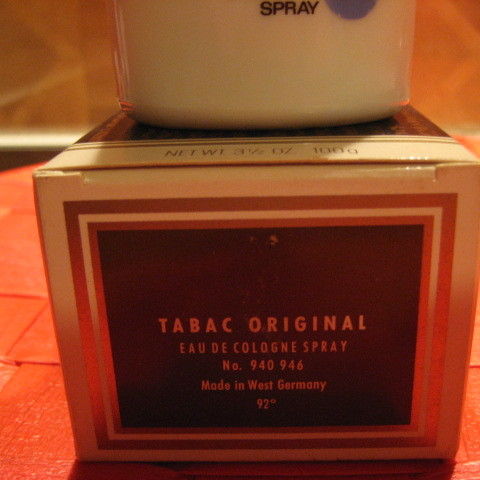 SPRAY
NET WT. 3½ OZ 100g
TABAC ORIGINAL
EAU DE COLOGNE SPRAY
No. 940 946
Made in West Germany
92°